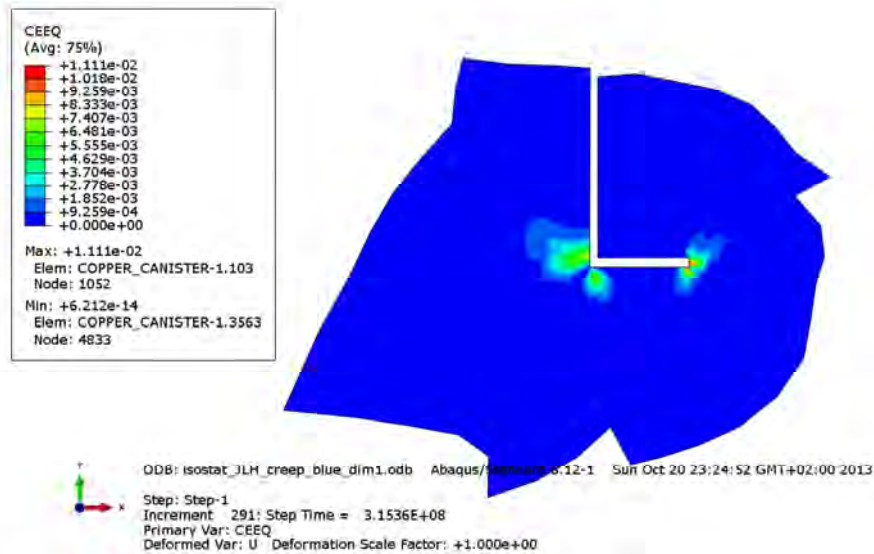 CEEQ
(Avg: 75%)
+1.111e-02
+1.018e-02
+9.259e-03
+8.333e-03
+7.407e-03
+6.481e-03
+5.555e-03
+4.629e-03
+3.704e-03
+2.778e-03
+1.852e-03
+9.259e-04
+0.000e+00
Max: +1.111e-02
Elem: COPPER_CANISTER-1.103
Node: 1052
Min: +6.212e-14
Elem: COPPER_CANISTER-1.3563
Node: 4833
Y
X
ODB: isostat_JLH_creep_blue_dim1.odb Abaqus/ 6.12-1 Sun Oct 20 23:24:52 GMT+02:00 2013
Step: Step-1
Increment 291: Step Time = 3.1536E+08
Primary Var: CEEQ
Deformed Var: U Deformation Scale Factor: +1.000e+00